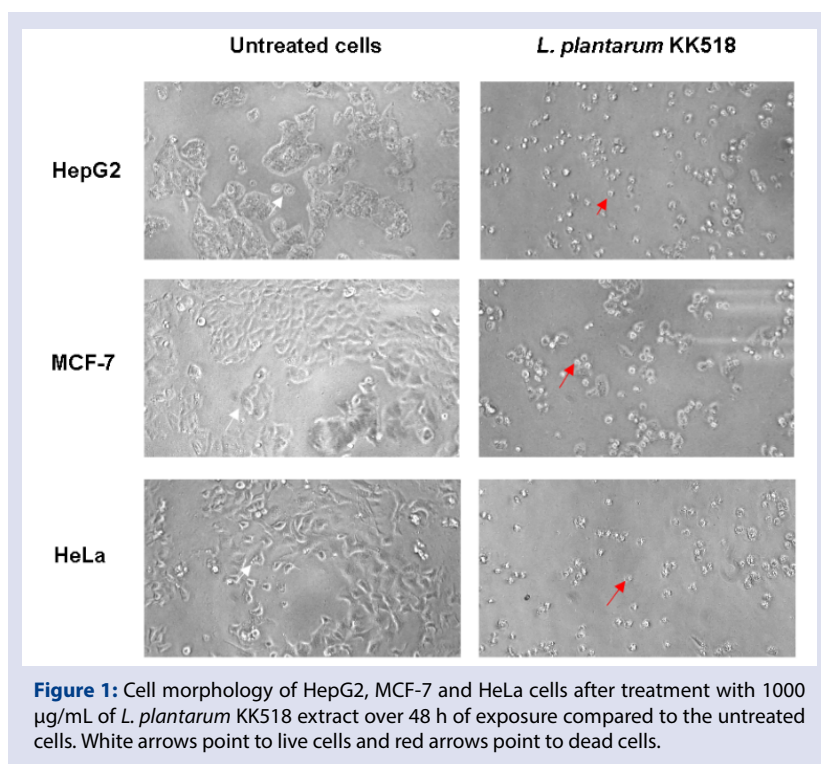 Untreated cells L. plantarum KK518
HepG2
MCF-7
HeLa
Figure 1: Cell morphology of HepG2, MCF-7 and HeLa cells after treatment with 1000
µg/mL of L. plantarum KK518 extract over 48 h of exposure compared to the untreated
cells. White arrows point to live cells and red arrows point to dead cells.